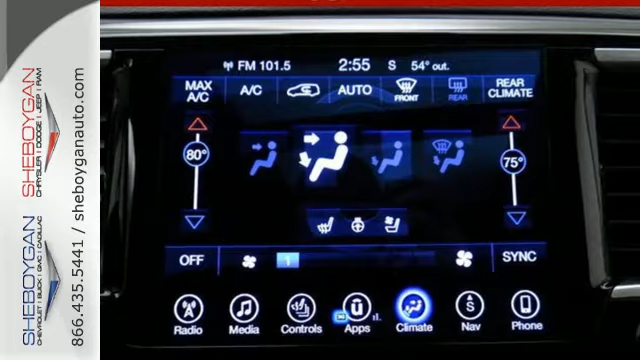 FM 101.5 2:55 S 54° out.
MAX A/C A/C AUTO FRONT REAR REAR CLIMATE
80° 75°
OFF 1 SYNC
Radio Media Controls Apps Climate Nav Phone
SHEBOYGAN
CHRYSLER | DODGE | JEEP | RAM
SHEBOYGAN
CHEVROLET | BUICK | GMC | CADILLAC
866.435.5441 / sheboyganauto.com